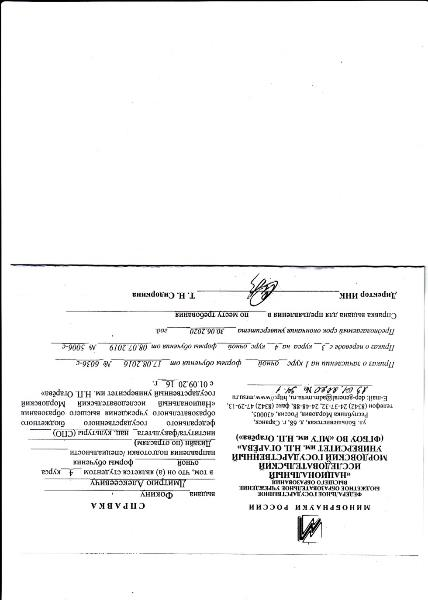 МИНОБРНАУКИ РОССИИ
ФЕДЕРАЛЬНОЕ ГОСУДАРСТВЕННОЕ
БЮДЖЕТНОЕ ОБРАЗОВАТЕЛЬНОЕ УЧРЕЖДЕНИЕ
ВЫСШЕГО ОБРАЗОВАНИЯ
«НАЦИОНАЛЬНЫЙ
ИССЛЕДОВАТЕЛЬСКИЙ
МОРДОВСКИЙ ГОСУДАРСТВЕННЫЙ
УНИВЕРСИТЕТ им. Н.П. ОГАРЁВА»
(ФГБОУ ВО «МГУ им. Н.П. Огарёва»)
ул. Большевистская, д. 68, г. Саранск,
Республика Мордовия, Россия, 430005,
телефон (8342) 24-37-32, 24-48-88, факс (8342) 47-29-13,
E-mail: dep-general@adm.mrsu.ru, http://www.mrsu.ru
СПРАВКА
выдана Фокину
Дмитрию Алексеевичу
в том, что он (а) является студентом 4 курса
очной формы обучения
направления подготовки/специальности
Дизайн (по отраслям)
института/факультета нац. культуры (СПО)
федерального государственного бюджетного
образовательного учреждения высшего образования
«Национальный исследовательский Мордовский
государственный университет им. Н.П. Огарёва»
с 01.09.20 16 г.
Приказ о зачислении на 1 курс очной формы обучения от 17.08.2016 № 6036-с
Приказ о переводе с 3 курса на 4 курс очной формы обучения от 08.07.2019 № 5006-с
Предполагаемый срок окончания университета 30.06.2020 год
Справка выдана для предъявления в по месту требования
Директор ИНК Т. Н. Сидоркина